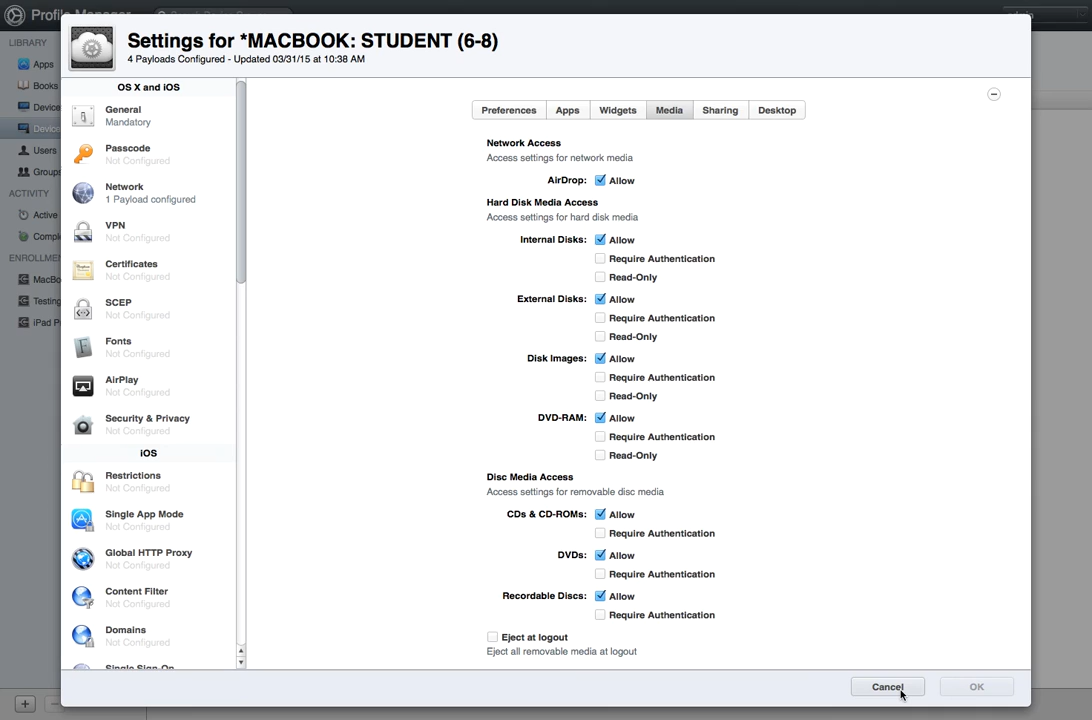 Profile Manager
admin
LIBRARY
Apps
Books
Device
Device
Users
Groups
ACTIVITY
Active
Compl
ENROLLME
MacBo
Testing
iPad Pr
Settings for *MACBOOK: STUDENT (6-8)
4 Payloads Configured - Updated 03/31/15 at 10:38 AM
OS X and iOS
General
Mandatory
Passcode
Not Configured
Network
1 Payload configured
VPN
Not Configured
Certificates
Not Configured
SCEP
Not Configured
Fonts
Not Configured
AirPlay
Not Configured
Security & Privacy
Not Configured
iOS
Restrictions
Not Configured
Single App Mode
Not Configured
Global HTTP Proxy
Not Configured
Content Filter
Not Configured
Domains
Not Configured
Single Sign-On
Preferences Apps Widgets Media Sharing Desktop
Network Access
Access settings for network media
AirDrop: Allow
Hard Disk Media Access
Access settings for hard disk media
Internal Disks: Allow
Require Authentication
Read-Only
External Disks: Allow
Require Authentication
Read-Only
Disk Images: Allow
Require Authentication
Read-Only
DVD-RAM: Allow
Require Authentication
Read-Only
Disc Media Access
Access settings for removable disc media
CDs & CD-ROMs: Allow
Require Authentication
DVDs: Allow
Require Authentication
Recordable Discs: Allow
Require Authentication
Eject at logout
Eject all removable media at logout
Cancel OK